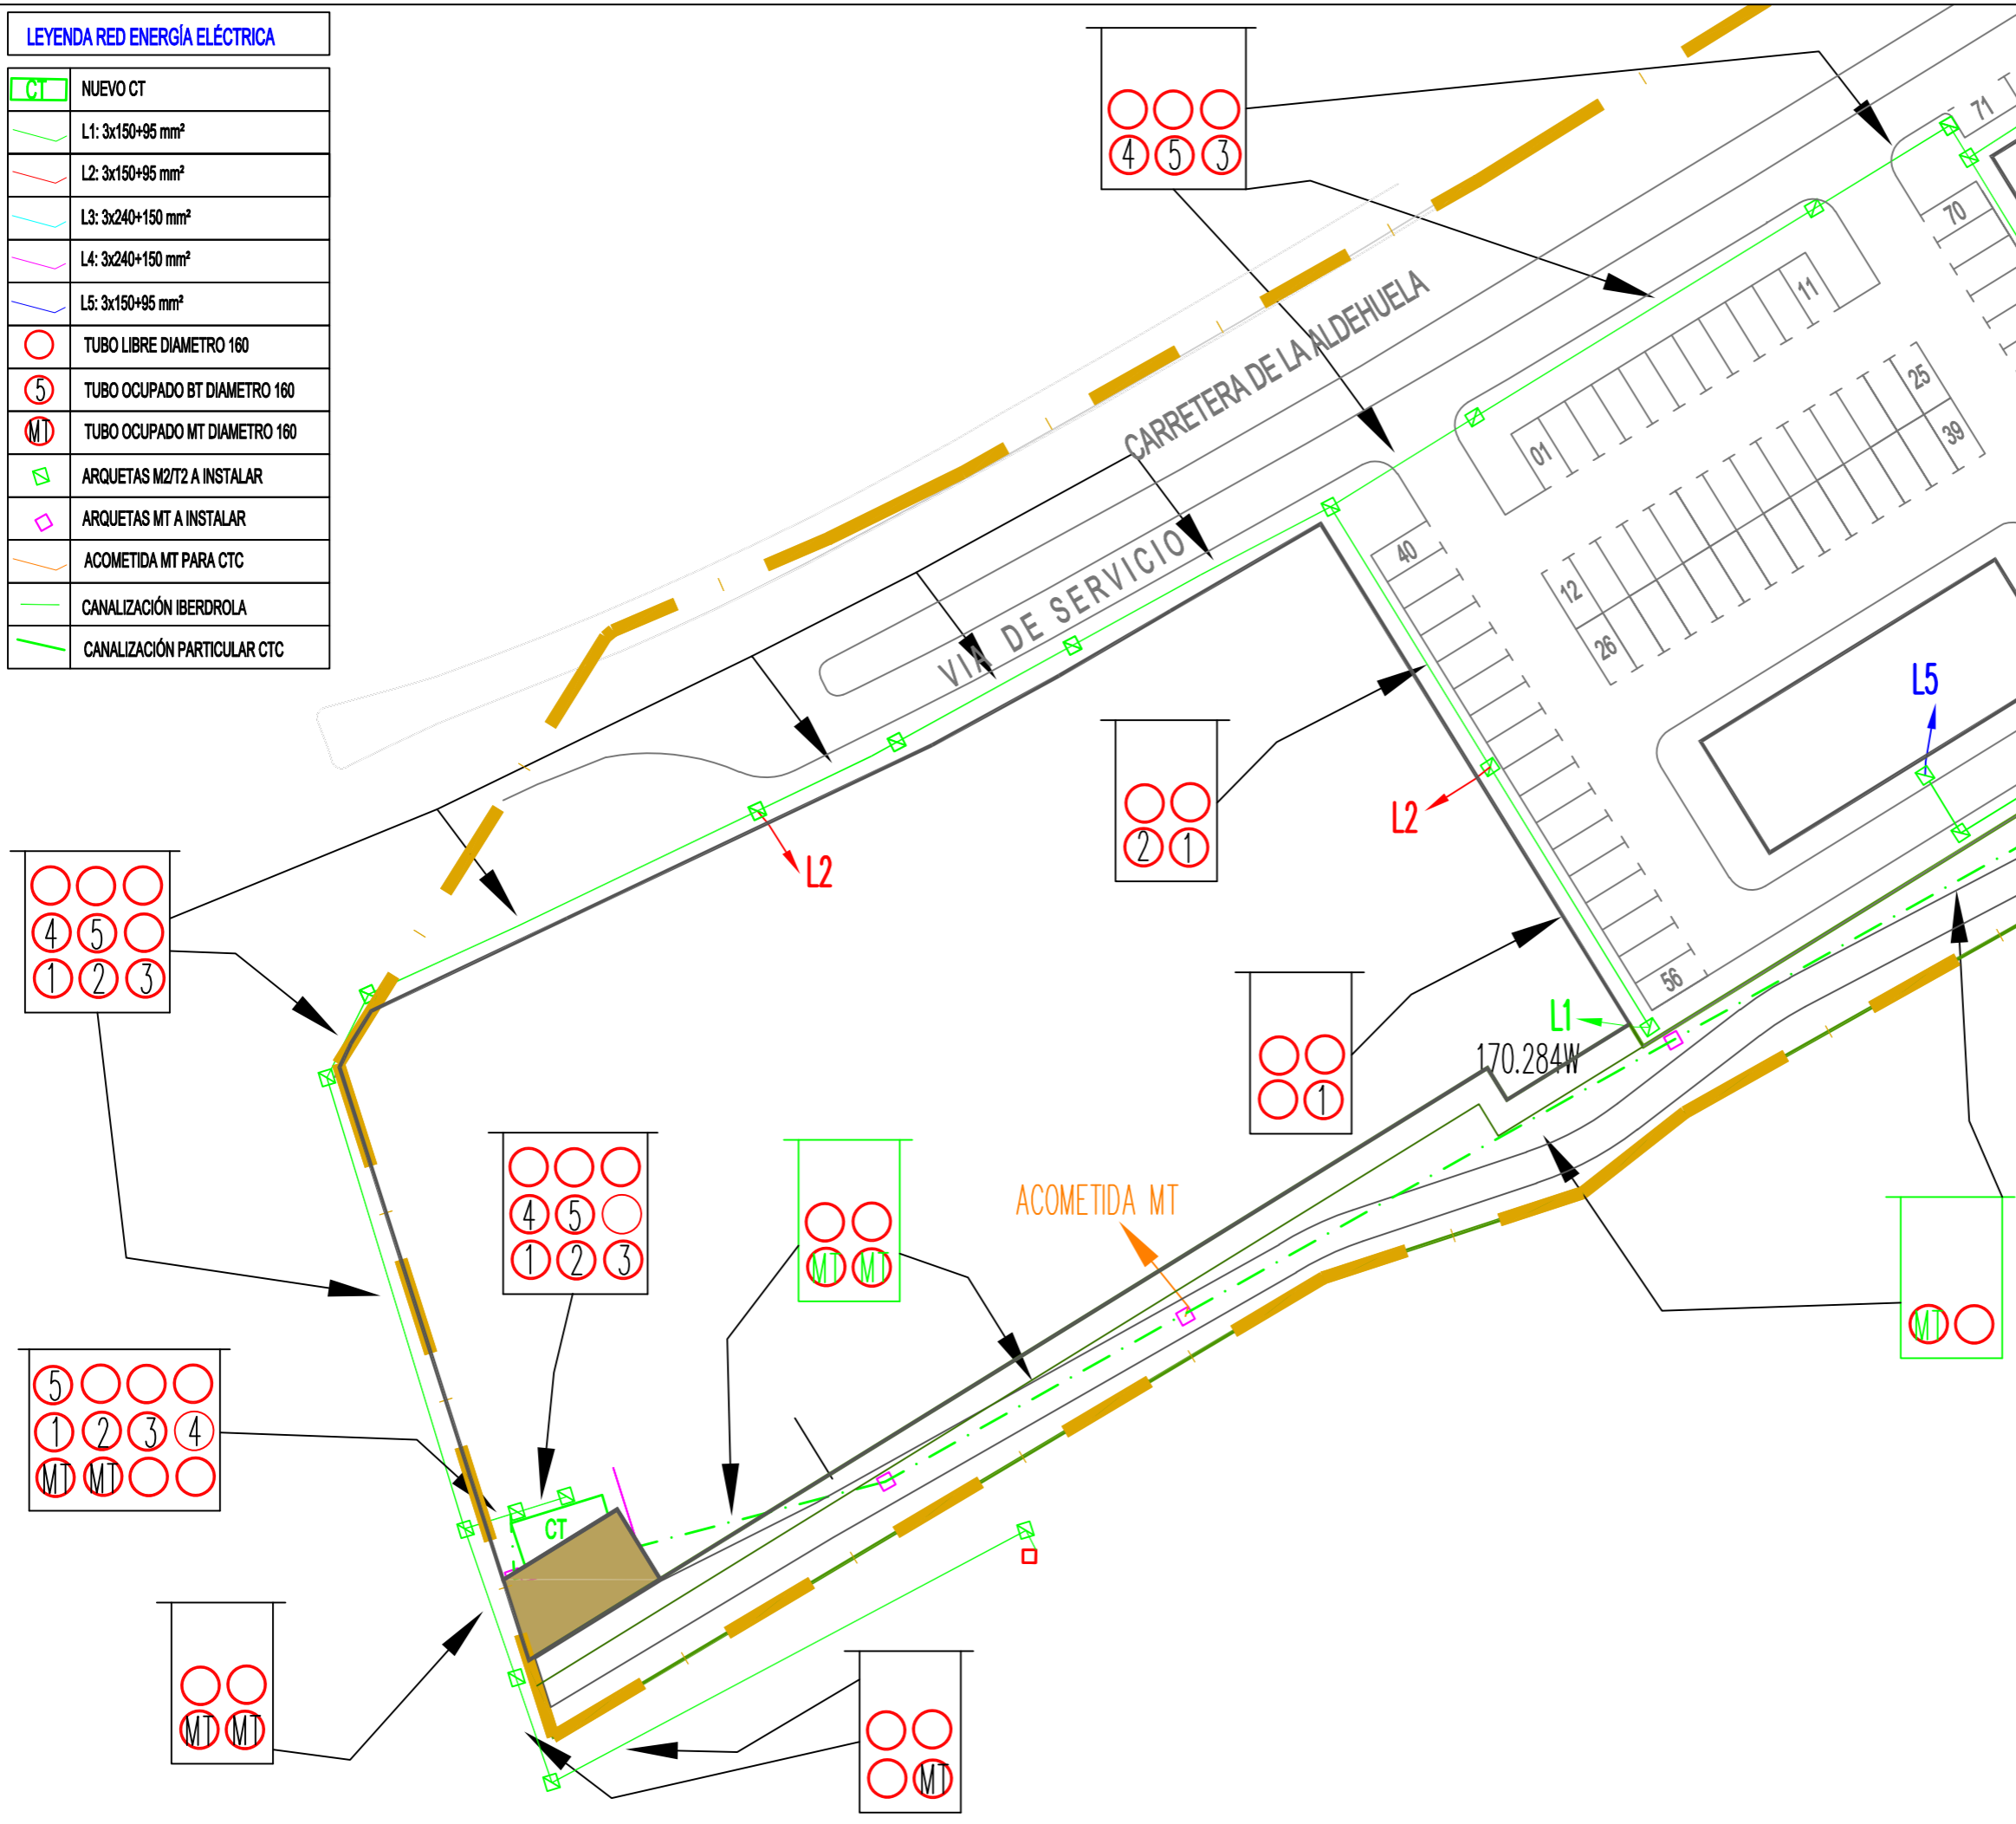 LEYENDA RED ENERGÍA ELÉCTRICA
CT NUEVO CT
L1: 3x150+95 mm²
L2: 3x150+95 mm²
L3: 3x240+150 mm²
L4: 3x240+150 mm²
L5: 3x150+95 mm²
TUBO LIBRE DIAMETRO 160
5 TUBO OCUPADO BT DIAMETRO 160
MT TUBO OCUPADO MT DIAMETRO 160
ARQUETAS M2/T2 A INSTALAR
ARQUETAS MT A INSTALAR
ACOMETIDA MT PARA CTC
CANALIZACIÓN IBERDROLA
CANALIZACIÓN PARTICULAR CTC
4 5 3
71
70
11
01
25
39
40
12
26
56
CARRETERA DE LA ALDEHUELA
VIA DE SERVICIO
L5
L2
L2
2 1
4 5
1 2 3
L1
170.284W
1
4 5
1 2 3
MT MT
ACOMETIDA MT
MT
5
1 2 3 4
MT MT
CT
MT MT
MT